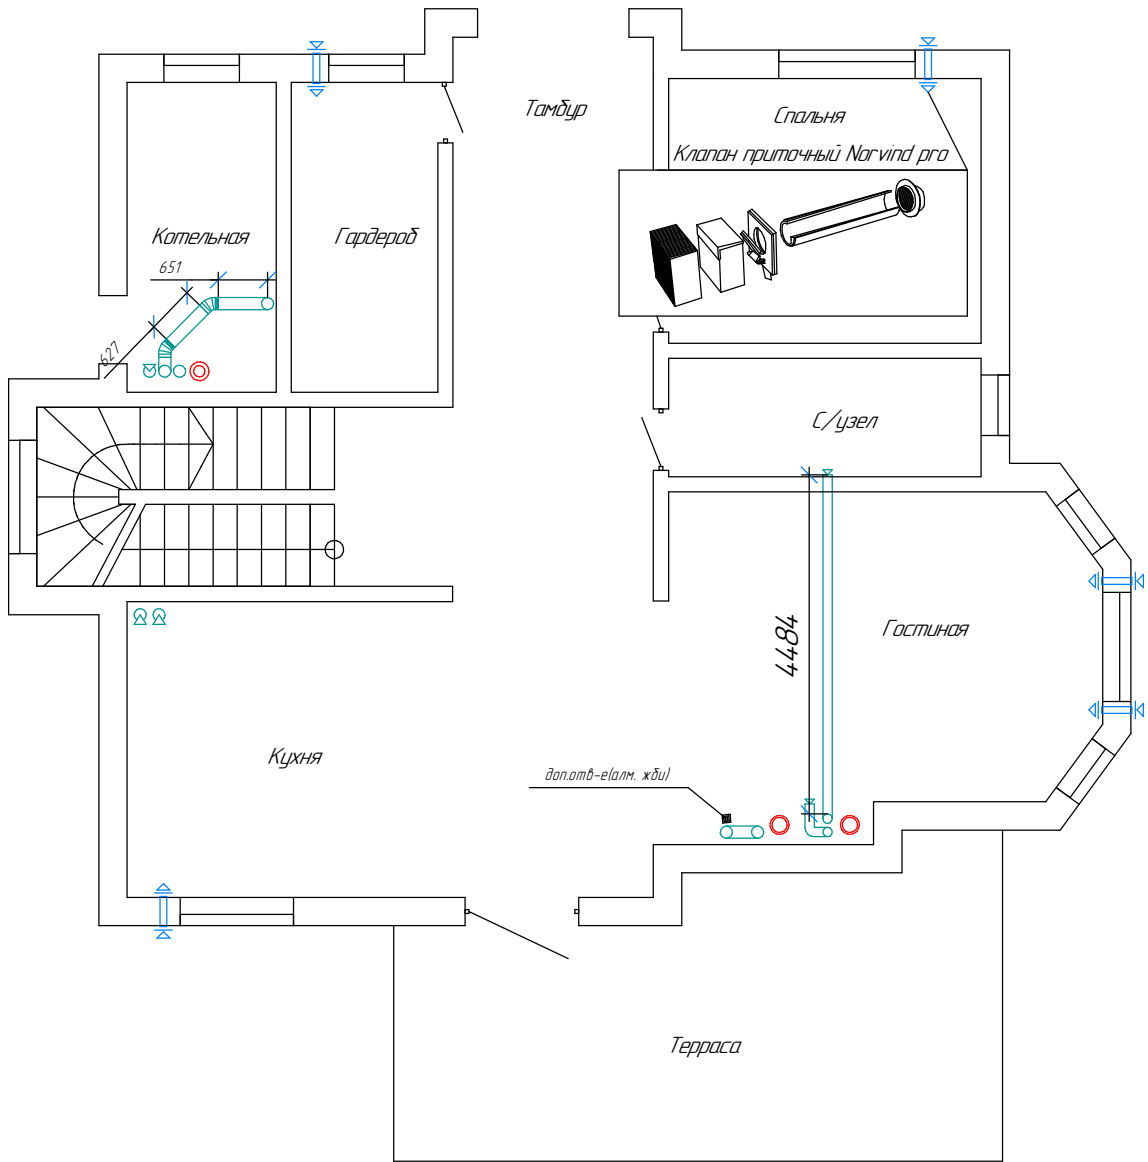 Тамбур
Спальня
Клапан приточный Norvind pro
Котельная
Гардероб
651
627
С/узел
4484
Гостиная
Кухня
доп.отв-е(алм. жби)
Терраса